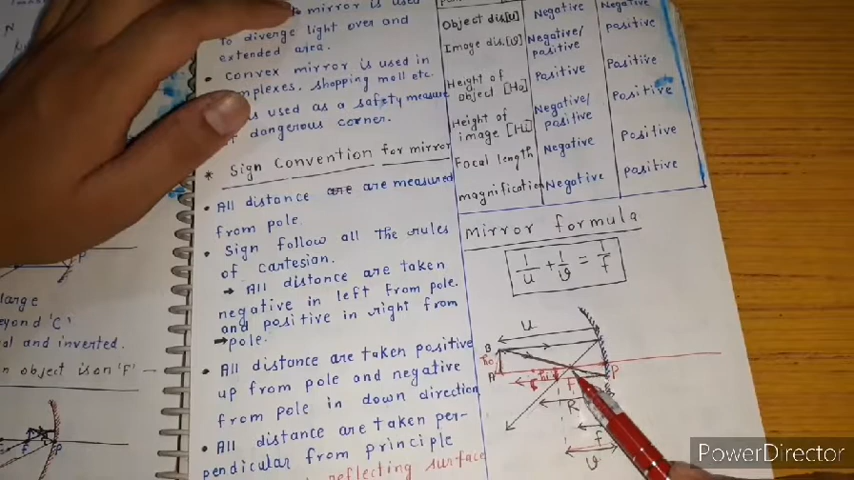 mirror is used
to diverge light over and
extended area.
• Convex mirror is used in
complexes, shopping moll etc.
is used as a safety measure
dangerous corner.
* Sign Convention for mirror
• All distance are are measured
from pole.
• Sign follow all the rules
of cartesian.
→ All distance are taken
negative in left from pole.
and positive in right from
→ pole.
• All distance are taken positive
up from pole and negative
from pole in down direction
• All distance are taken per-
pendicular from principle
reflecting surface
Object dis[u] Negative Negative
Image dis.[v] Negative/ positive positive
Height of object [Ho] Positive Positive
Height of image [Hi] Negative/ positive Positive
Focal length Negative Positive
magnification Negative Positive
mirror formula
1/u + 1/v = 1/f
u
B
ho
A
hi
F
P
R
f
v
large
eyond 'C'
al and inverted.
n object is on 'F'
F
P
N
PowerDirector